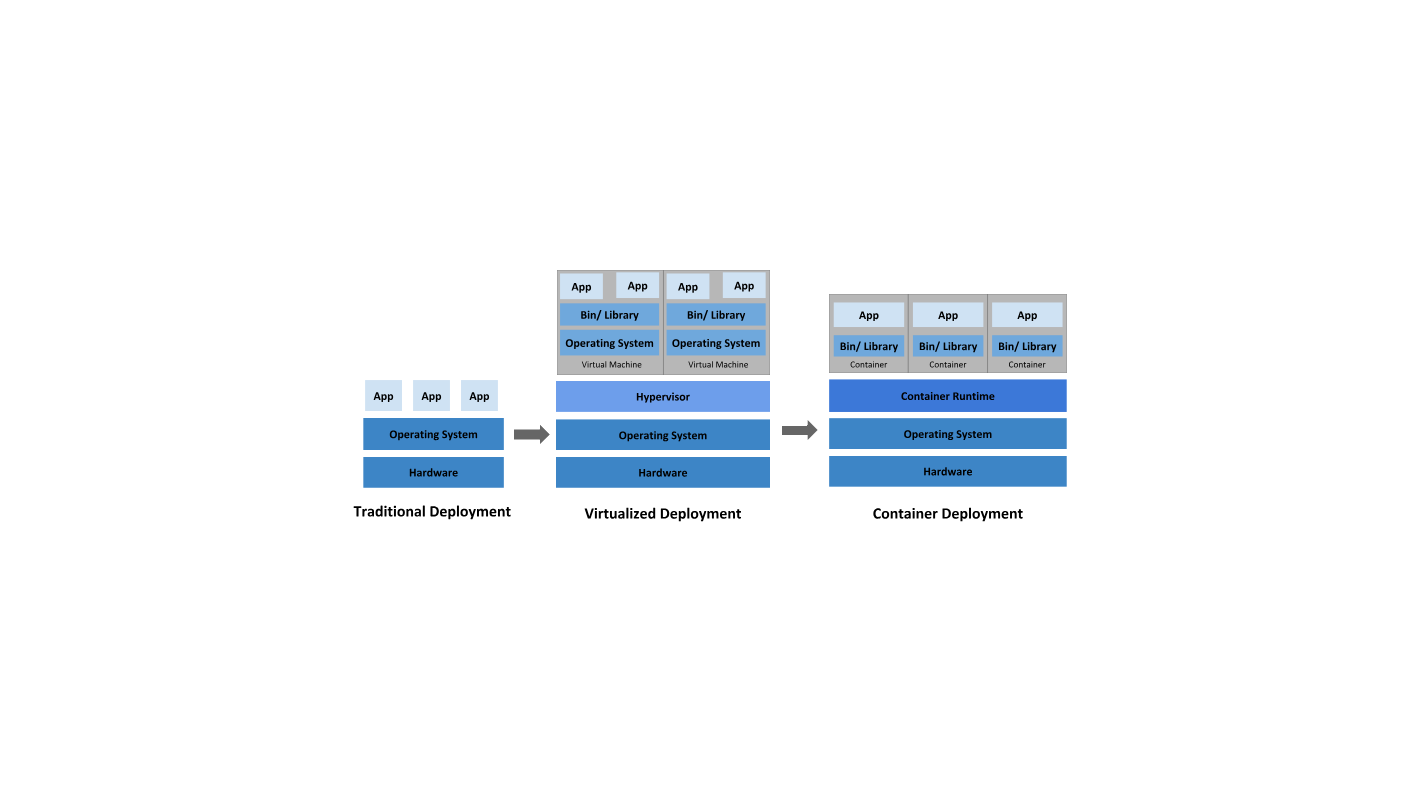 App App App
Operating System
Hardware
Traditional Deployment
App App App App
Bin/ Library Bin/ Library
Operating System Operating System
Virtual Machine Virtual Machine
Hypervisor
Operating System
Hardware
Virtualized Deployment
App App App
Bin/ Library Bin/ Library Bin/ Library
Container Container Container
Container Runtime
Operating System
Hardware
Container Deployment